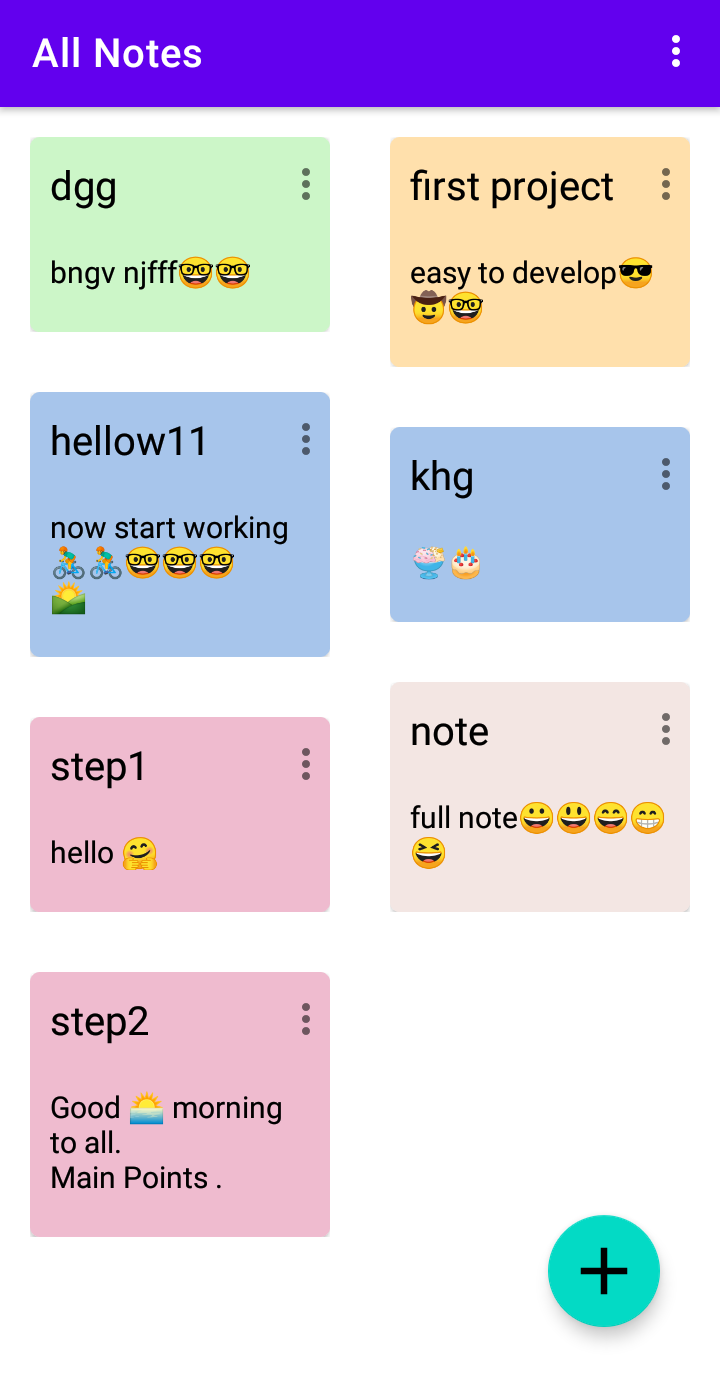 All Notes
dgg
bngv njfff🤓🤓
first project
easy to develop😎
🤠🤓
hellow11
now start working
🚴‍♂️🚴‍♂️🤓🤓🤓
🌄
khg
🍨🎂
step1
hello 🤗
note
full note😀😃😄😁
😆
step2
Good 🌅 morning
to all.
Main Points .